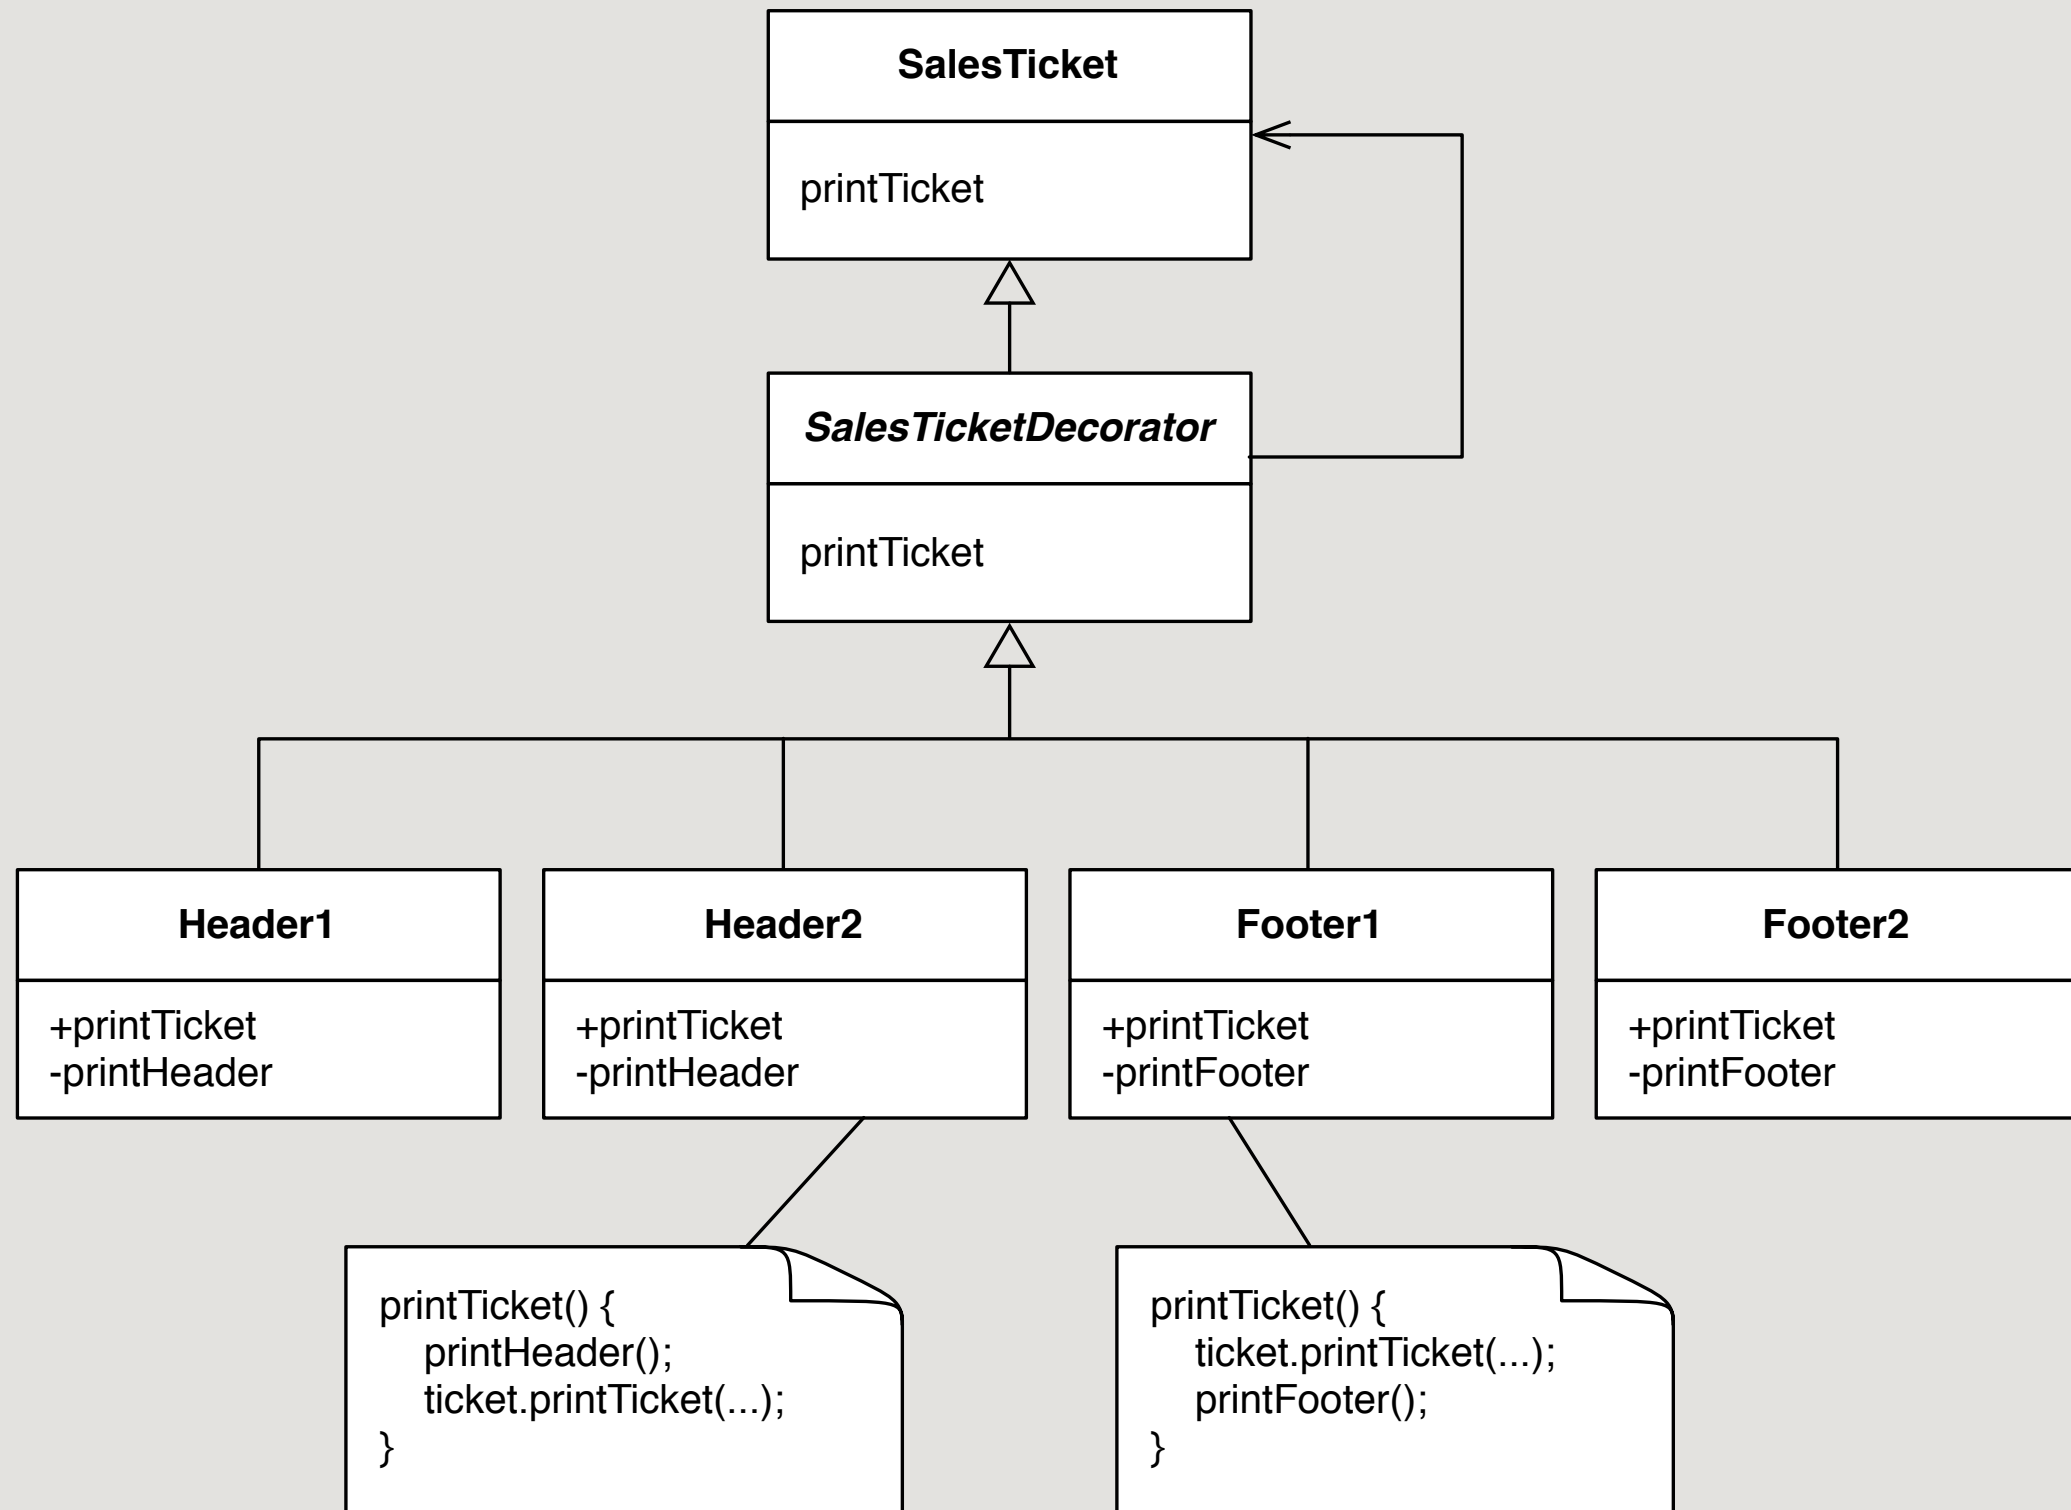 SalesTicket
printTicket
SalesTicketDecorator
printTicket
Header1
+printTicket
-printHeader
Header2
+printTicket
-printHeader
Footer1
+printTicket
-printFooter
Footer2
+printTicket
-printFooter
printTicket() {
printHeader();
ticket.printTicket(...);
}
printTicket() {
ticket.printTicket(...);
printFooter();
}